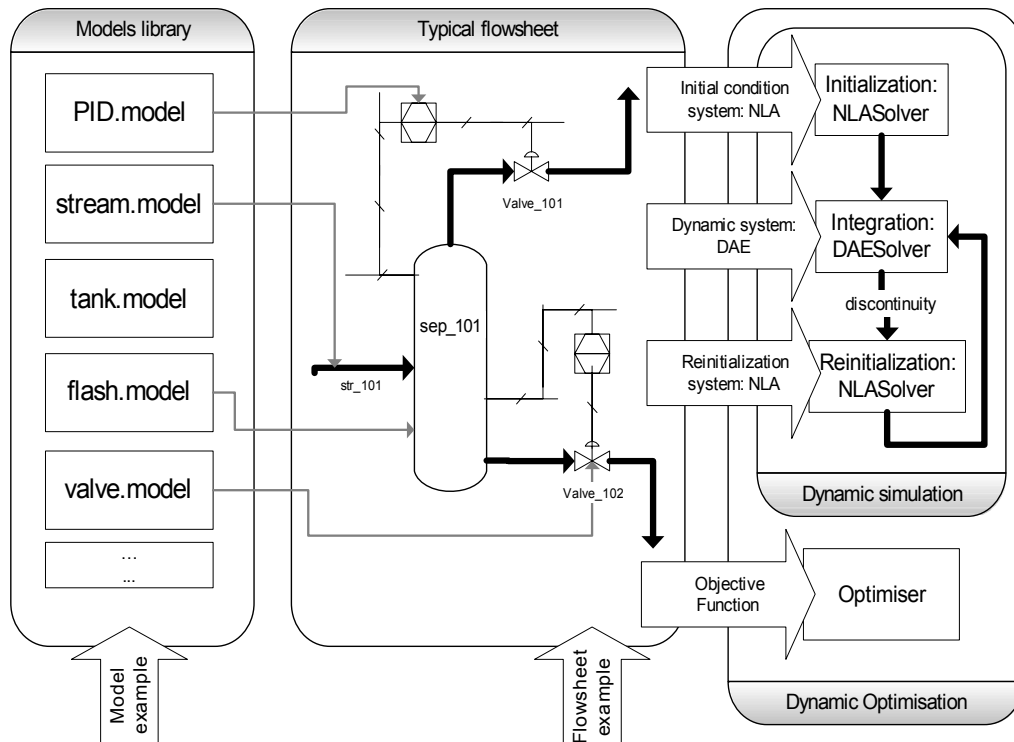 Models library
PID.model
stream.model
tank.model
flash.model
valve.model
...
...
Model
example
Typical flowsheet
Valve_101
sep_101
str_101
Valve_102
Flowsheet
example
Initial condition
system: NLA
Dynamic system:
DAE
Reinitialization
system: NLA
Objective
Function
Initialization:
NLASolver
Integration:
DAESolver
discontinuity
Reinitialization:
NLASolver
Dynamic simulation
Optimiser
Dynamic Optimisation